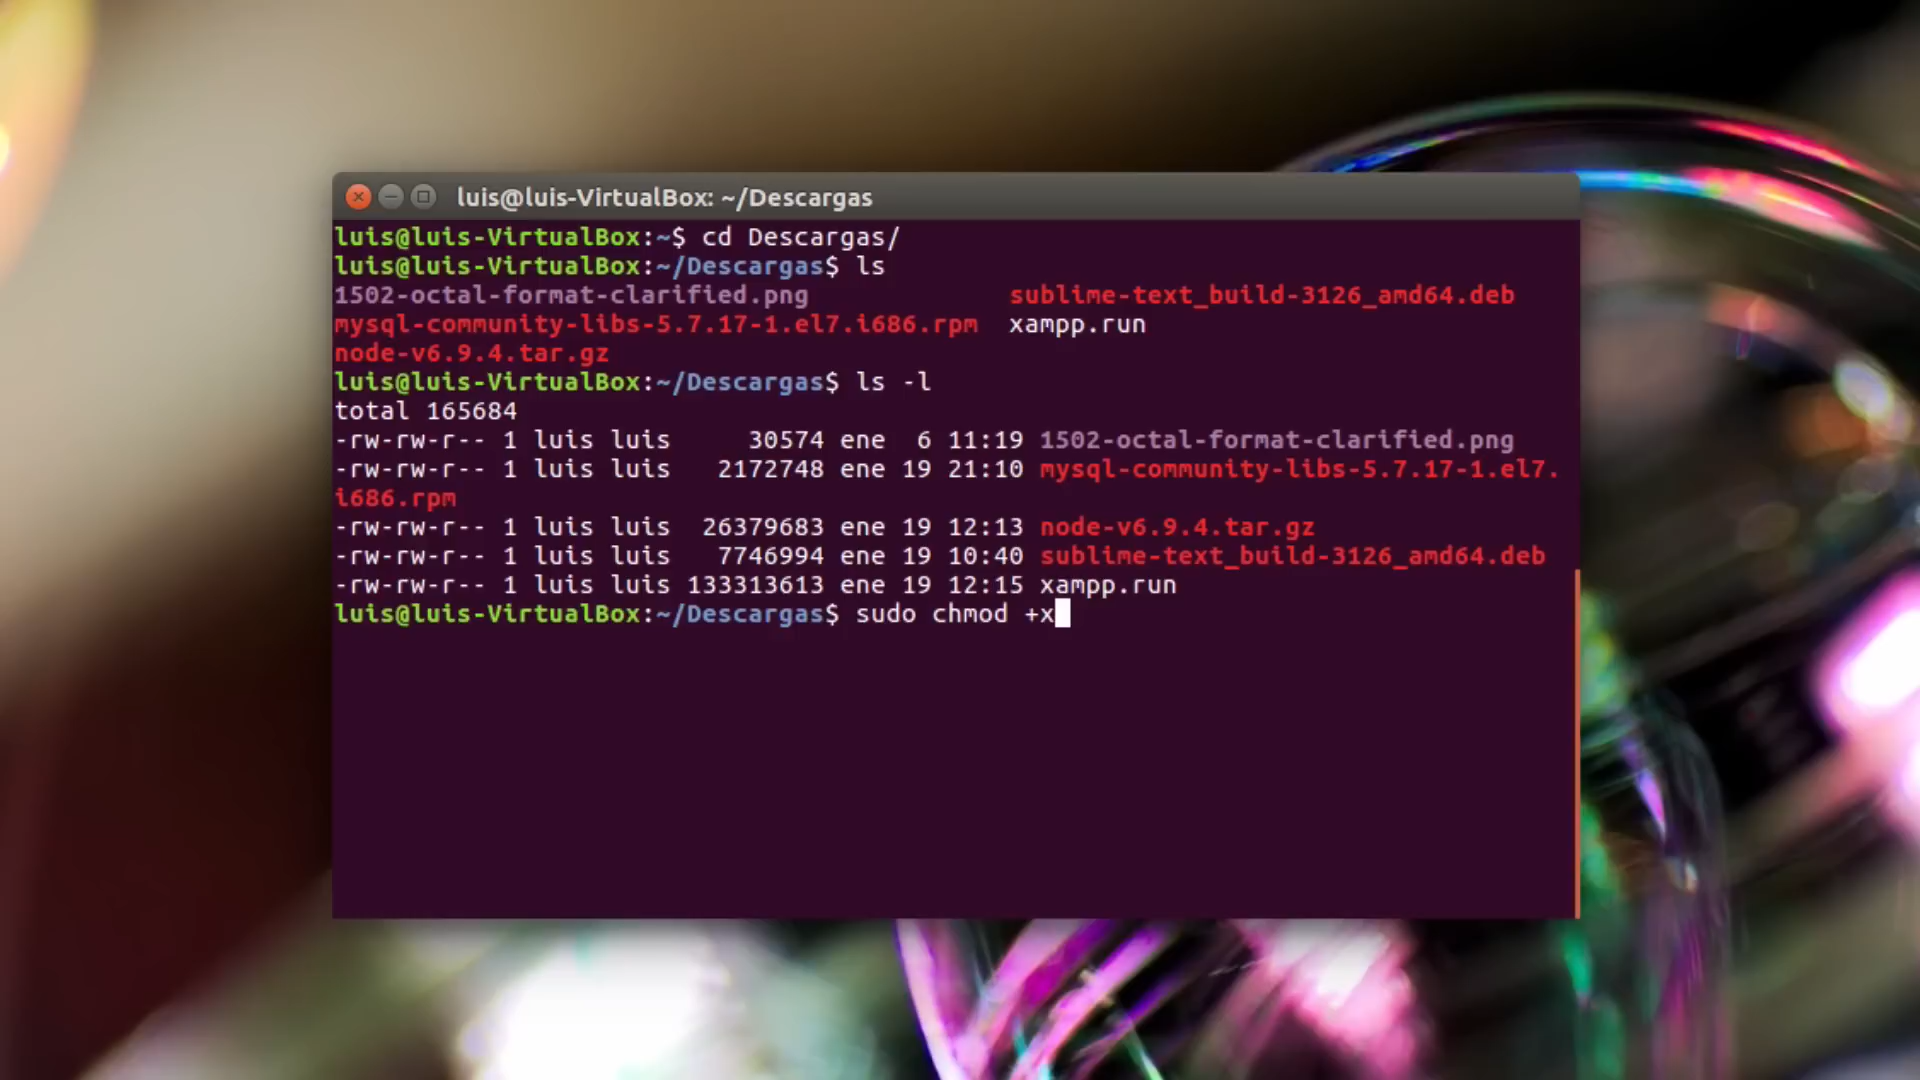 luis@luis-VirtualBox: ~/Descargas
luis@luis-VirtualBox:~$ cd Descargas/
luis@luis-VirtualBox:~/Descargas$ ls
1502-octal-format-clarified.png sublime-text_build-3126_amd64.deb
mysql-community-libs-5.7.17-1.el7.i686.rpm xampp.run
node-v6.9.4.tar.gz
luis@luis-VirtualBox:~/Descargas$ ls -l
total 165684
-rw-rw-r-- 1 luis luis 30574 ene 6 11:19 1502-octal-format-clarified.png
-rw-rw-r-- 1 luis luis 2172748 ene 19 21:10 mysql-community-libs-5.7.17-1.el7.
i686.rpm
-rw-rw-r-- 1 luis luis 26379683 ene 19 12:13 node-v6.9.4.tar.gz
-rw-rw-r-- 1 luis luis 7746994 ene 19 10:40 sublime-text_build-3126_amd64.deb
-rw-rw-r-- 1 luis luis 133313613 ene 19 12:15 xampp.run
luis@luis-VirtualBox:~/Descargas$ sudo chmod +x